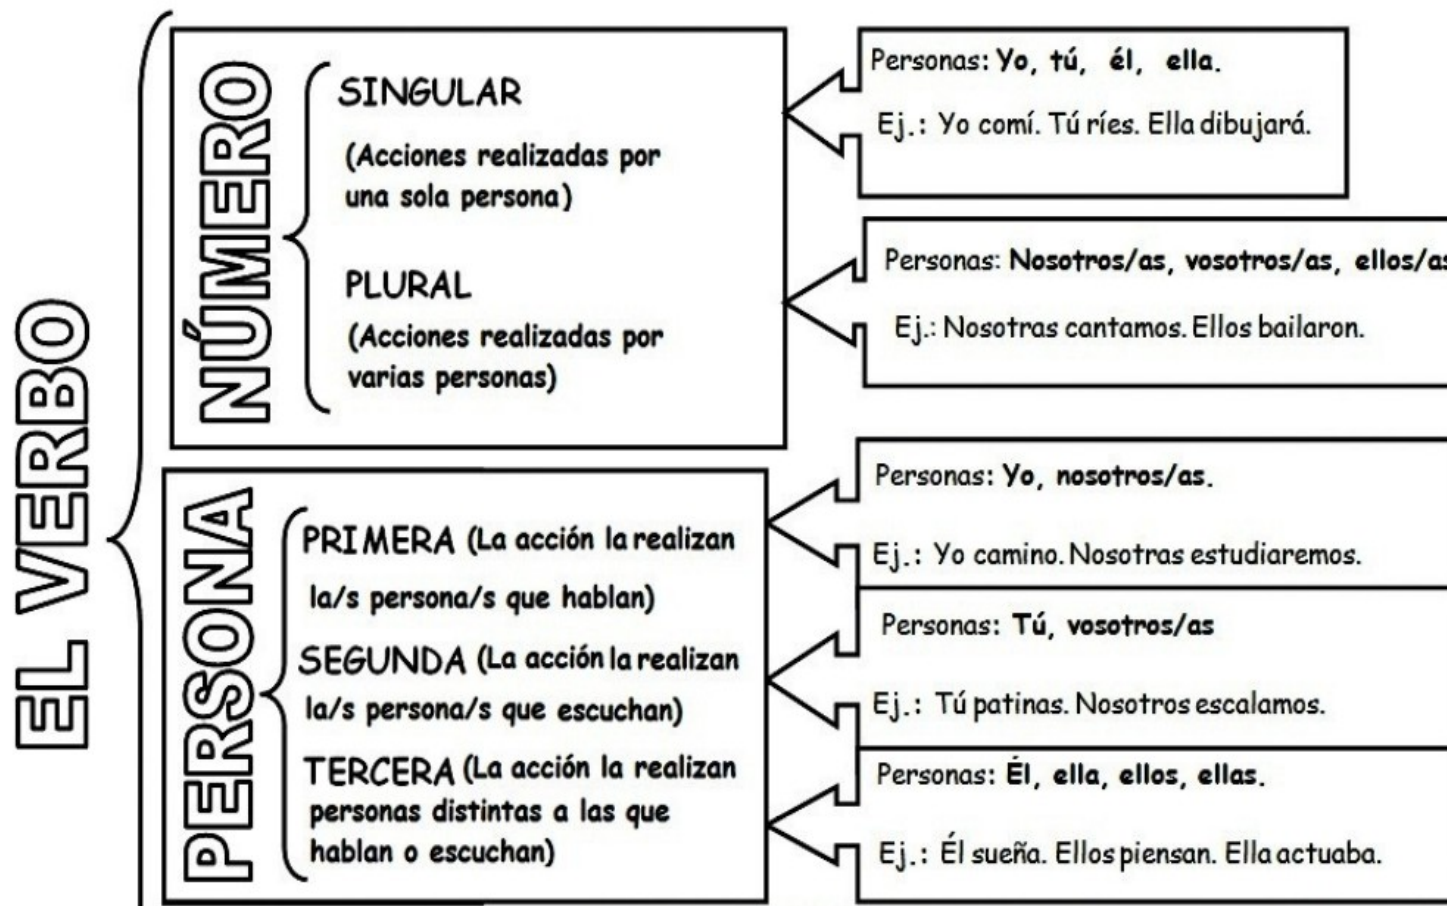 EL VERBO
NÚMERO
SINGULAR
(Acciones realizadas por
una sola persona)
Personas: Yo, tú, él, ella.
Ej.: Yo comí. Tú ríes. Ella dibujará.
PLURAL
(Acciones realizadas por
varias personas)
Personas: Nosotros/as, vosotros/as, ellos/as
Ej.: Nosotras cantamos. Ellos bailaron.
PERSONA
PRIMERA (La acción la realizan
la/s persona/s que hablan)
Personas: Yo, nosotros/as.
Ej.: Yo camino. Nosotras estudiaremos.
SEGUNDA (La acción la realizan
la/s persona/s que escuchan)
Personas: Tú, vosotros/as
Ej.: Tú patinas. Nosotros escalamos.
TERCERA (La acción la realizan
personas distintas a las que
hablan o escuchan)
Personas: Él, ella, ellos, ellas.
Ej.: Él sueña. Ellos piensan. Ella actuaba.